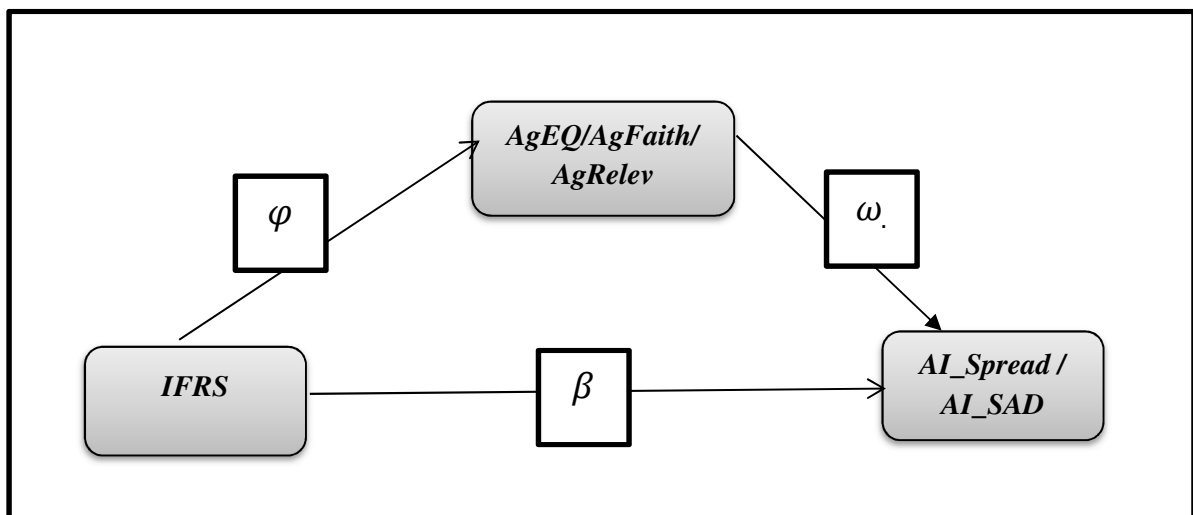 AgEQ/AgFaith/
AgRelev
φ
ω.
IFRS
β
AI_Spread /
AI_SAD